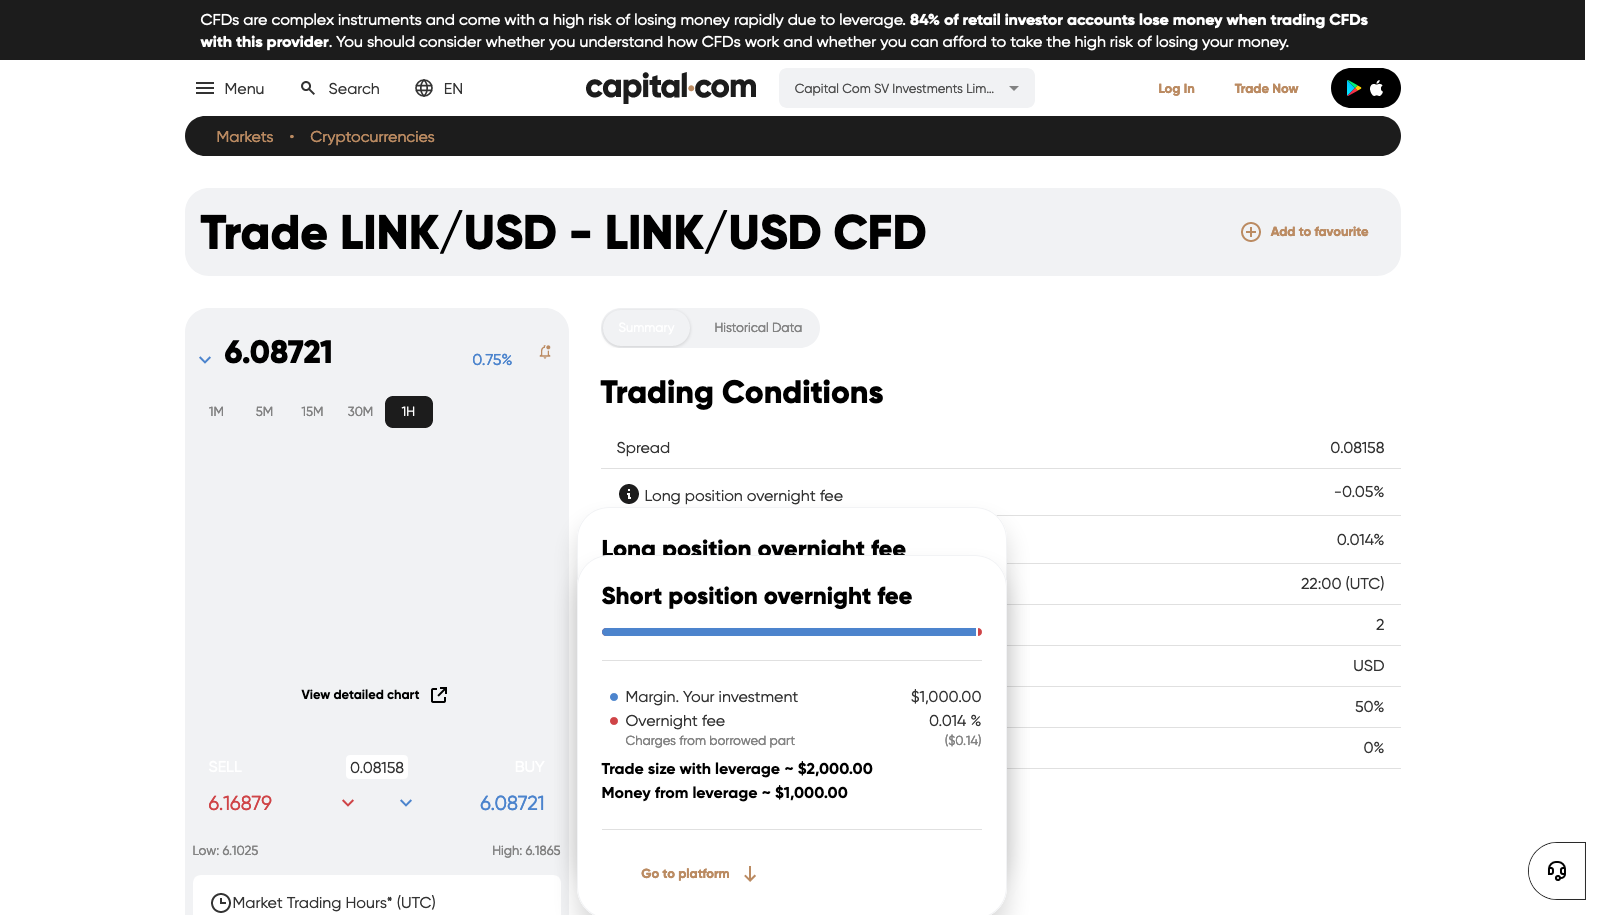 CFDs are complex instruments and come with a high risk of losing money rapidly due to leverage. 84% of retail investor accounts lose money when trading CFDs
with this provider. You should consider whether you understand how CFDs work and whether you can afford to take the high risk of losing your money.
Menu
Search
EN
capital.com
Capital Com SV Investments Lim...
Log In
Trade Now
Markets • Cryptocurrencies
Trade LINK/USD - LINK/USD CFD
Add to favourite
6.08721
0.75%
1M 5M 15M 30M 1H
View detailed chart
SELL
0.08158
BUY
6.16879
6.08721
Low: 6.1025
High: 6.1865
Market Trading Hours* (UTC)
Summary
Historical Data
Trading Conditions
Spread 0.08158
Long position overnight fee -0.05%
0.014%
22:00 (UTC)
2
USD
50%
0%
Long position overnight fee
Short position overnight fee
Margin. Your investment $1,000.00
Overnight fee 0.014 %
Charges from borrowed part ($0.14)
Trade size with leverage ~ $2,000.00
Money from leverage ~ $1,000.00
Go to platform